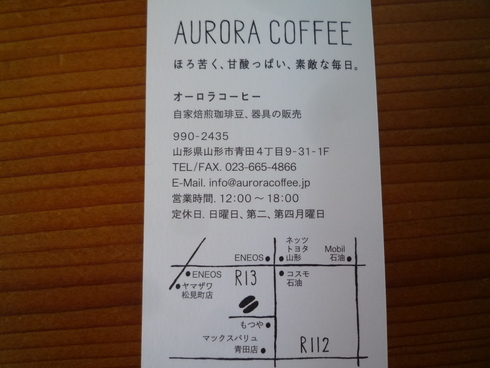 AURORA COFFEE
ほろ苦く、甘酸っぱい、素敵な毎日。
オーロラコーヒー
自家焙煎珈琲豆、器具の販売
990-2435
山形県山形市青田4丁目9-31-1F
TEL/FAX. 023-665-4866
E-Mail. info@auroracoffee.jp
営業時間. 12:00〜18:00
定休日. 日曜日、第二、第四月曜日
ENEOS
ネッツ
トヨタ
山形
Mobil
石油
ENEOS
ヤマザワ
松見町店
R13
コスモ
石油
もつや
マックスバリュ
青田店
R112